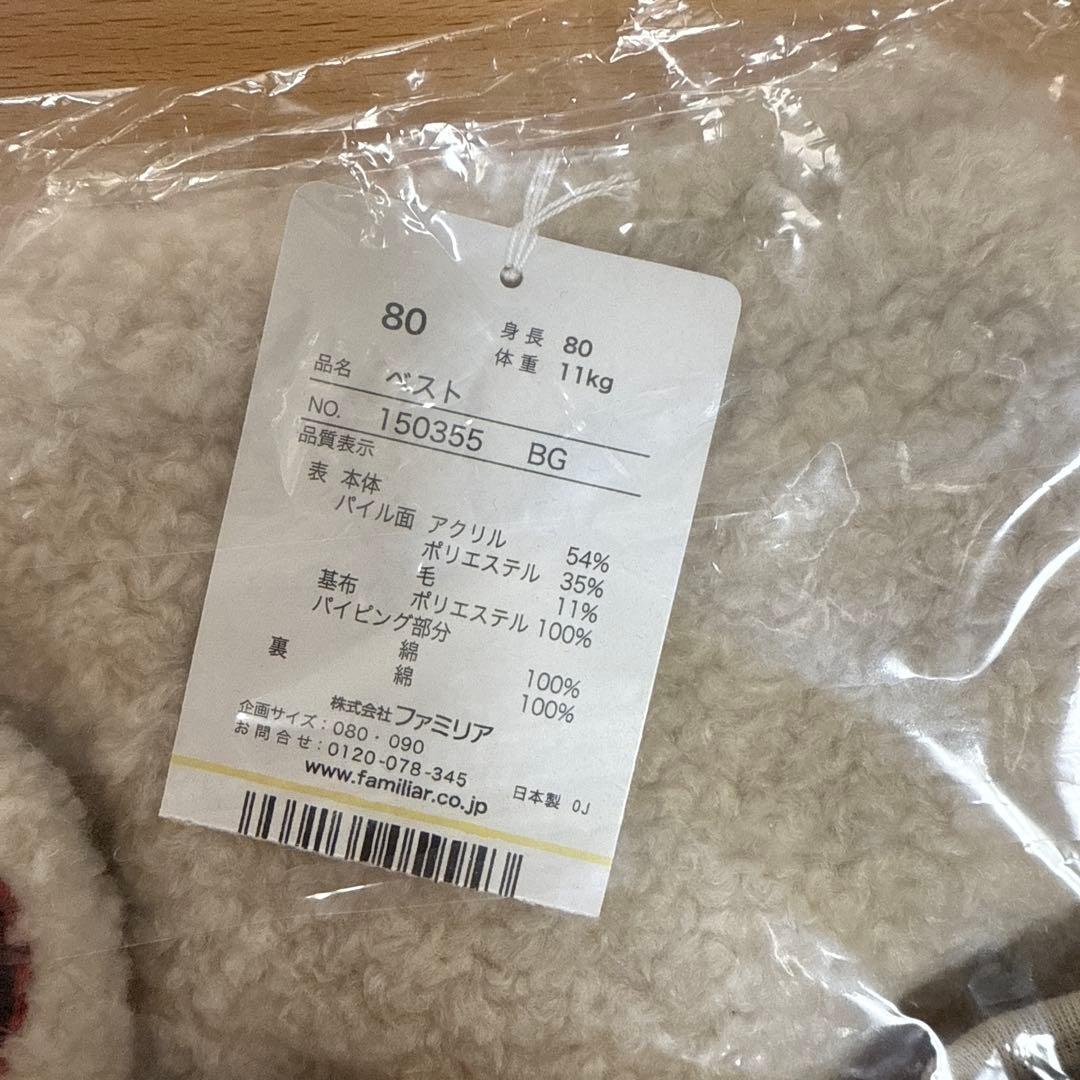 80
身長 80
体重 11kg
品名 ベスト
NO. 150355 BG
品質表示
表 本体
パイル面 アクリル 54%
ポリエステル 35%
毛 11%
基布 ポリエステル 100%
パイピング部分
綿 100%
裏 綿 100%
株式会社ファミリア
企画サイズ:080・090
お問合せ:0120-078-345
www.familiar.co.jp
日本製 0J